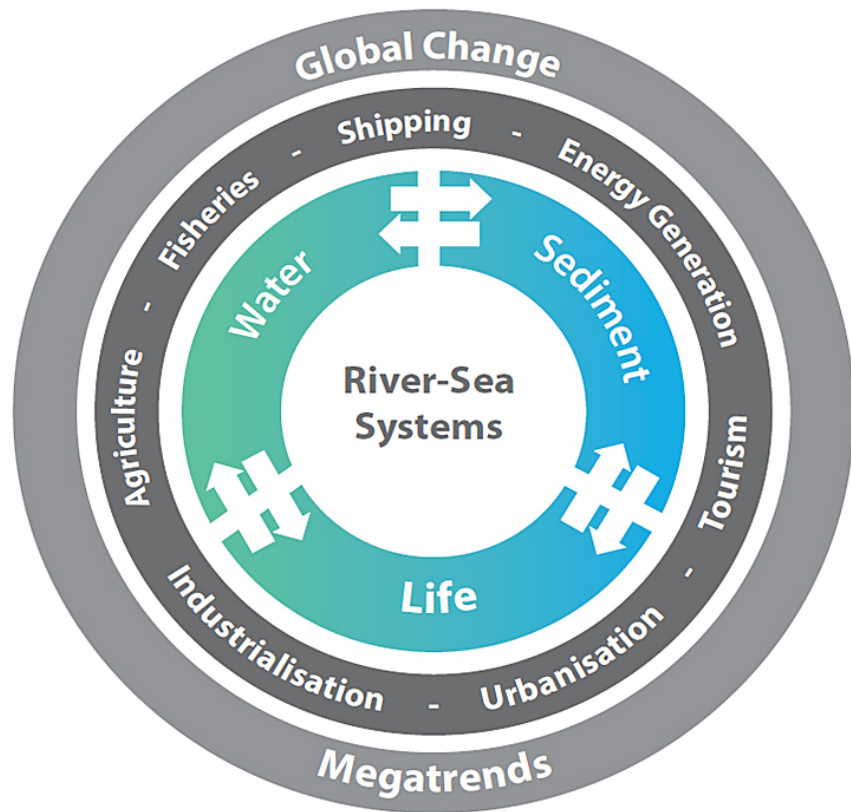 Global Change
Agriculture - Fisheries - Shipping - Energy Generation
Tourism - Urbanisation - Industrialisation
Water
Sediment
Life
River-Sea
Systems
Megatrends